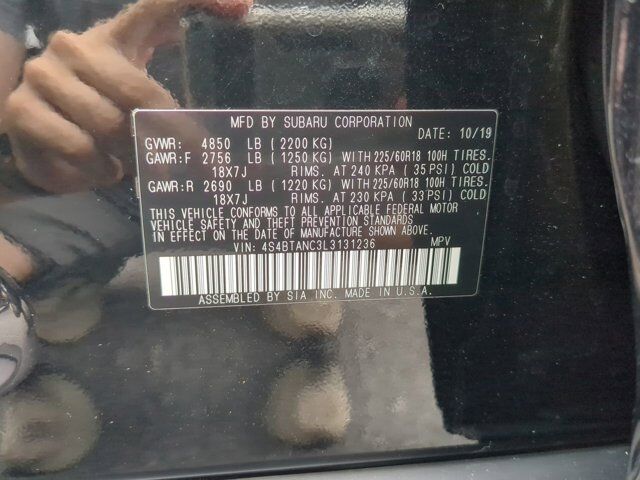 MFD BY SUBARU CORPORATION
DATE: 10/19
GVWR: 4850 LB ( 2200 KG)
GAWR:F 2756 LB ( 1250 KG) WITH 225/60R18 100H TIRES.
18X7J RIMS. AT 240 KPA ( 35 PSI) COLD
GAWR:R 2690 LB ( 1220 KG) WITH 225/60R18 100H TIRES.
18X7J RIMS. AT 230 KPA ( 33 PSI) COLD
THIS VEHICLE CONFORMS TO ALL APPLICABLE FEDERAL MOTOR
VEHICLE SAFETY AND THEFT PREVENTION STANDARDS
IN EFFECT ON THE DATE OF MANUFACTURE SHOWN ABOVE.
VIN: 4S4BTANC3L3131236 MPV
ASSEMBLED BY SIA INC. MADE IN U.S.A.